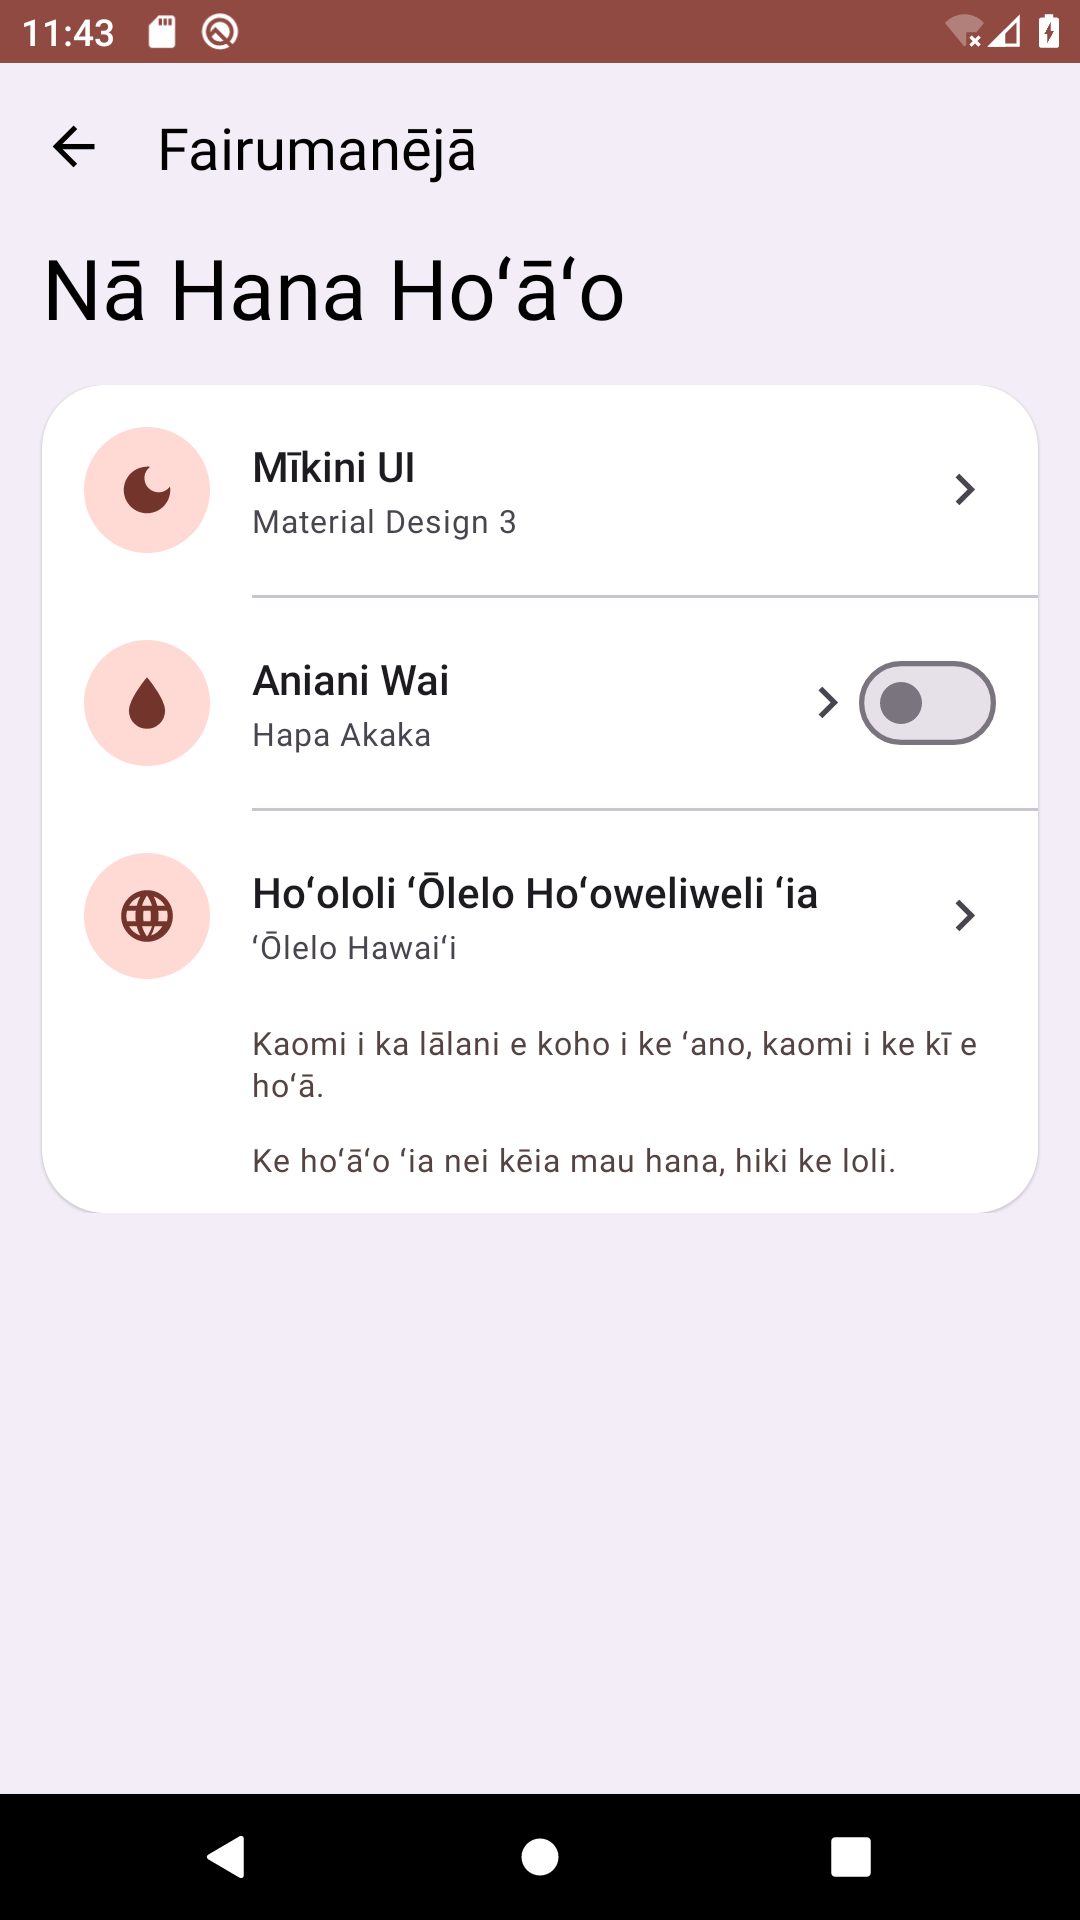 11:43
Fairumanējā
Nā Hana Hoʻāʻo
Mīkini UI
Material Design 3
Aniani Wai
Hapa Akaka
Hoʻololi ʻŌlelo Hoʻoweliweli ʻia
ʻŌlelo Hawaiʻi
Kaomi i ka lālani e koho i ke ʻano, kaomi i ke kī e
hoʻā.
Ke hoʻāʻo ʻia nei kēia mau hana, hiki ke loli.